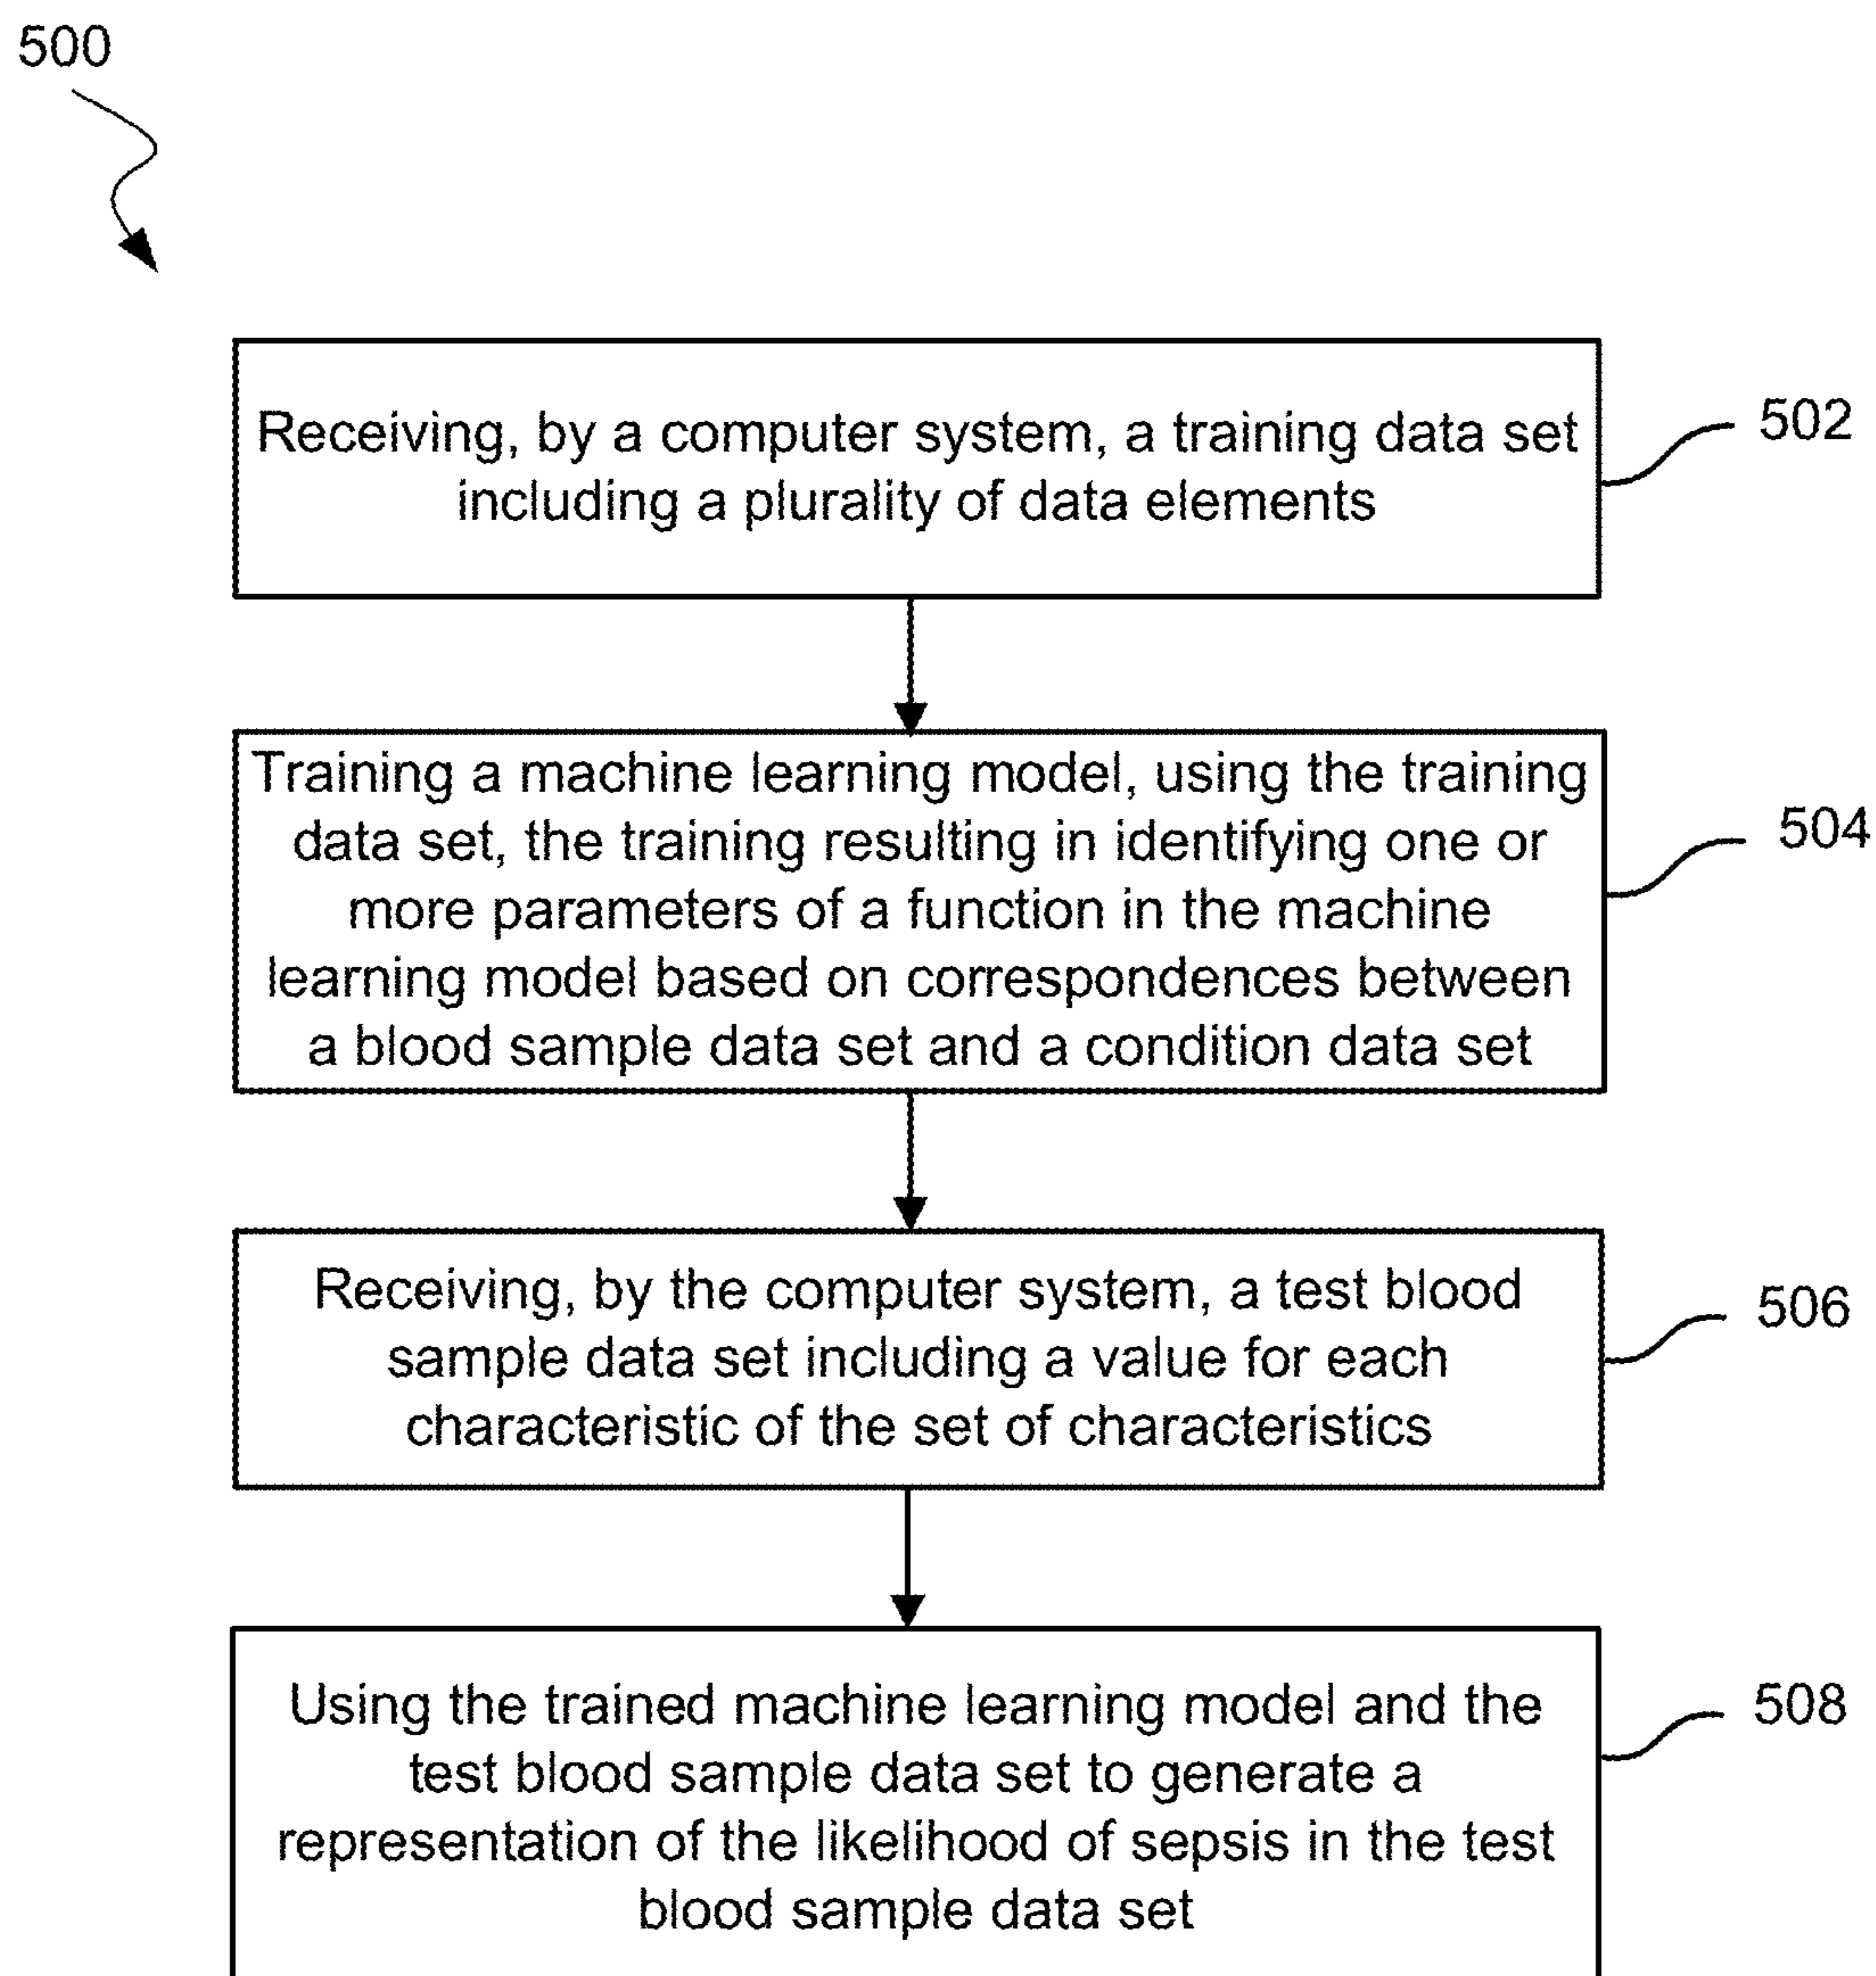 500
Receiving, by a computer system, a training data set
including a plurality of data elements
502
Training a machine learning model, using the training
data set, the training resulting in identifying one or
more parameters of a function in the machine
learning model based on correspondences between
a blood sample data set and a condition data set
504
Receiving, by the computer system, a test blood
sample data set including a value for each
characteristic of the set of characteristics
506
Using the trained machine learning model and the
test blood sample data set to generate a
representation of the likelihood of sepsis in the test
blood sample data set
508